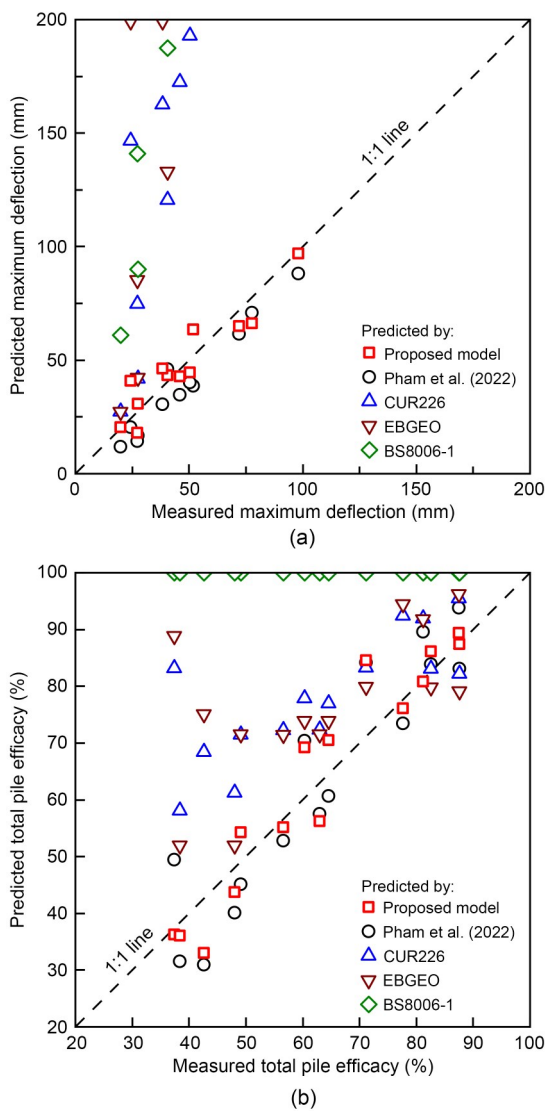 200
150
100
50
0
Predicted maximum deflection (mm)
1:1 line
Predicted by:
Proposed model
Pham et al. (2022)
CUR226
EBGEO
BS8006-1
0
50
100
150
200
Measured maximum deflection (mm)
(a)
100
90
80
70
60
50
40
30
20
Predicted total pile efficacy (%)
1:1 line
Predicted by:
Proposed model
Pham et al. (2022)
CUR226
EBGEO
BS8006-1
20
30
40
50
60
70
80
90
100
Measured total pile efficacy (%)
(b)